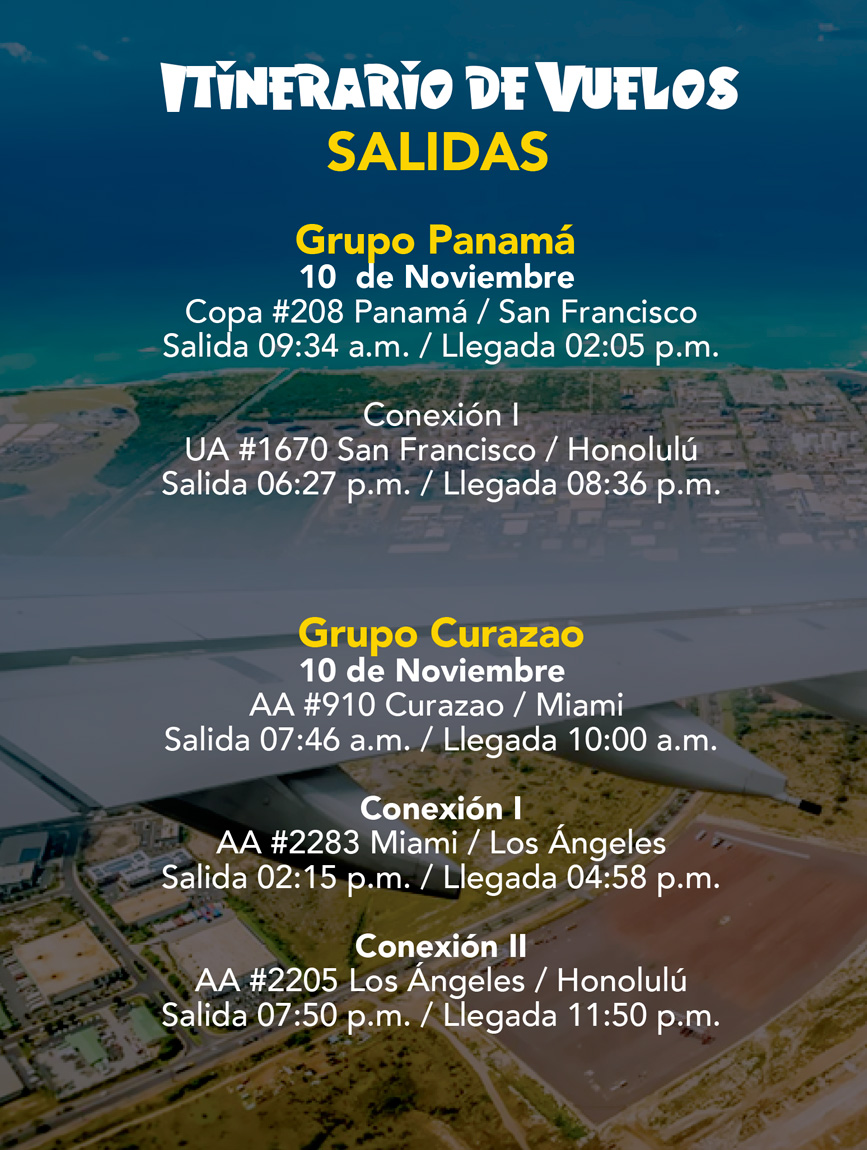 ITINERARIO DE VUELOS
SALIDAS
Grupo Panamá
10 de Noviembre
Copa #208 Panamá / San Francisco
Salida 09:34 a.m. / Llegada 02:05 p.m.
Conexión I
UA #1670 San Francisco / Honolulú
Salida 06:27 p.m. / Llegada 08:36 p.m.
Grupo Curazao
10 de Noviembre
AA #910 Curazao / Miami
Salida 07:46 a.m. / Llegada 10:00 a.m.
Conexión I
AA #2283 Miami / Los Ángeles
Salida 02:15 p.m. / Llegada 04:58 p.m.
Conexión II
AA #2205 Los Ángeles / Honolulú
Salida 07:50 p.m. / Llegada 11:50 p.m.